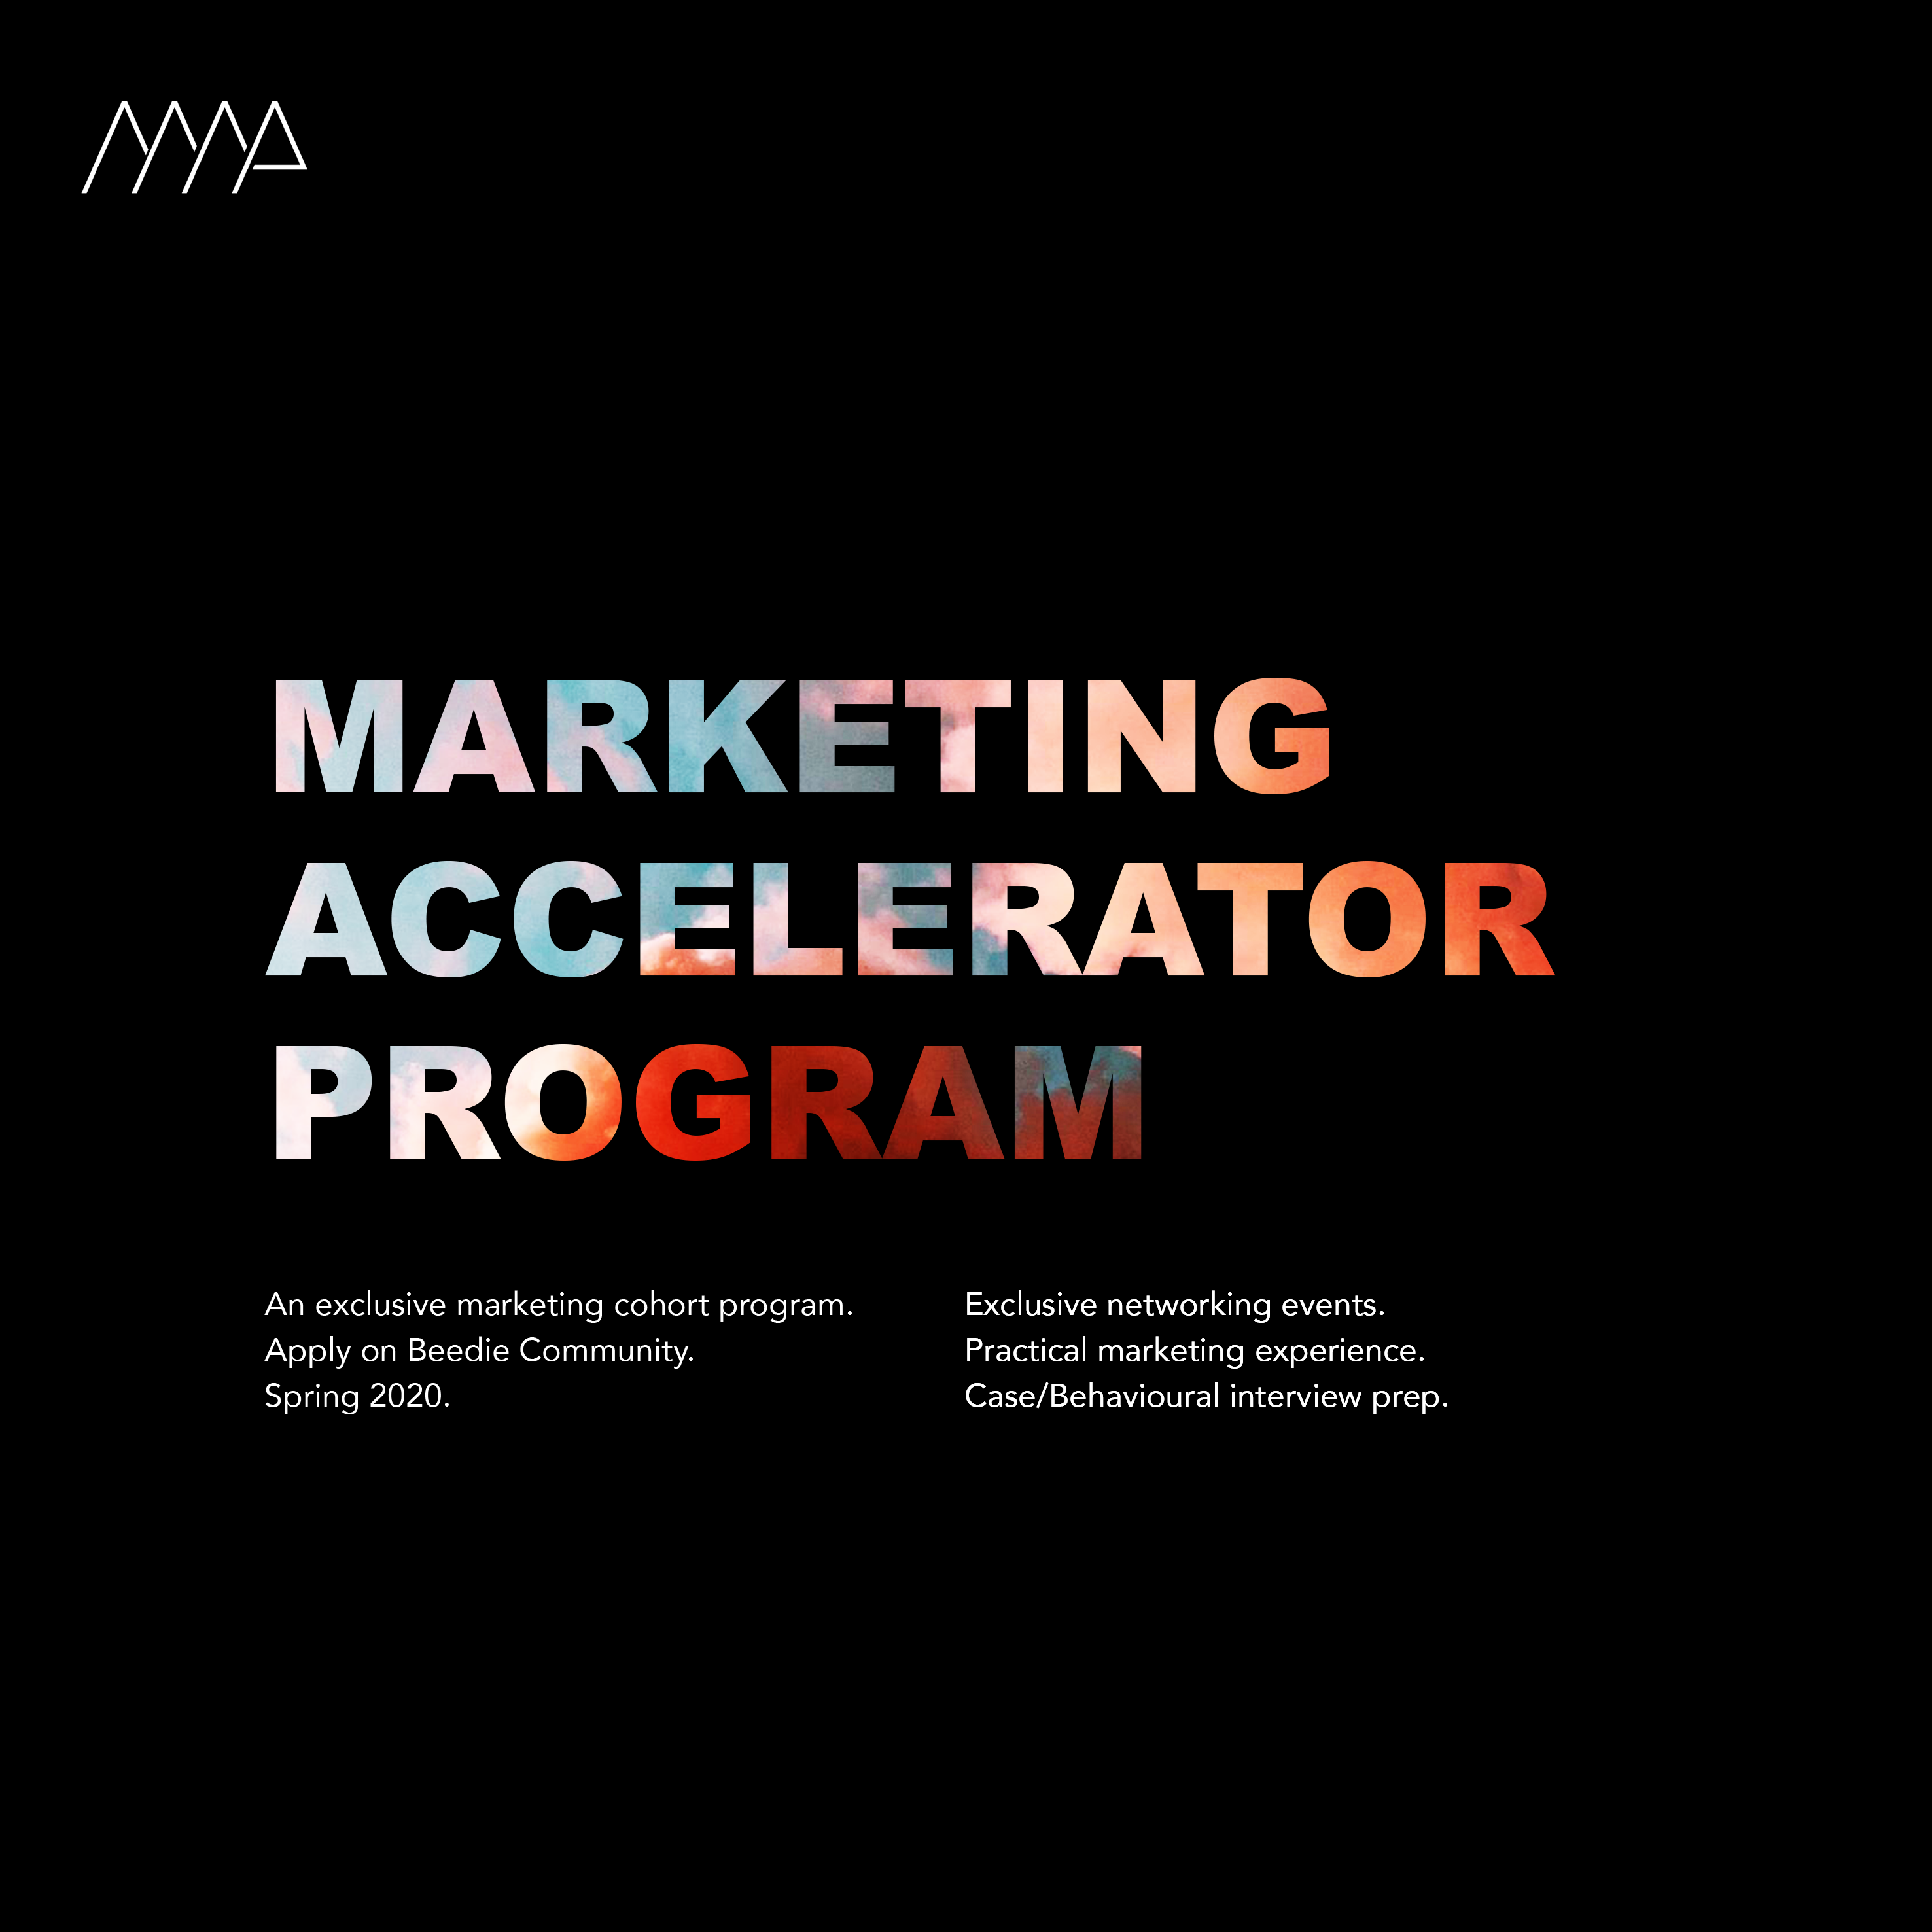 MAP
MARKETING
ACCELERATOR
PROGRAM
An exclusive marketing cohort program.
Apply on Beedie Community.
Spring 2020.
Exclusive networking events.
Practical marketing experience.
Case/Behavioural interview prep.